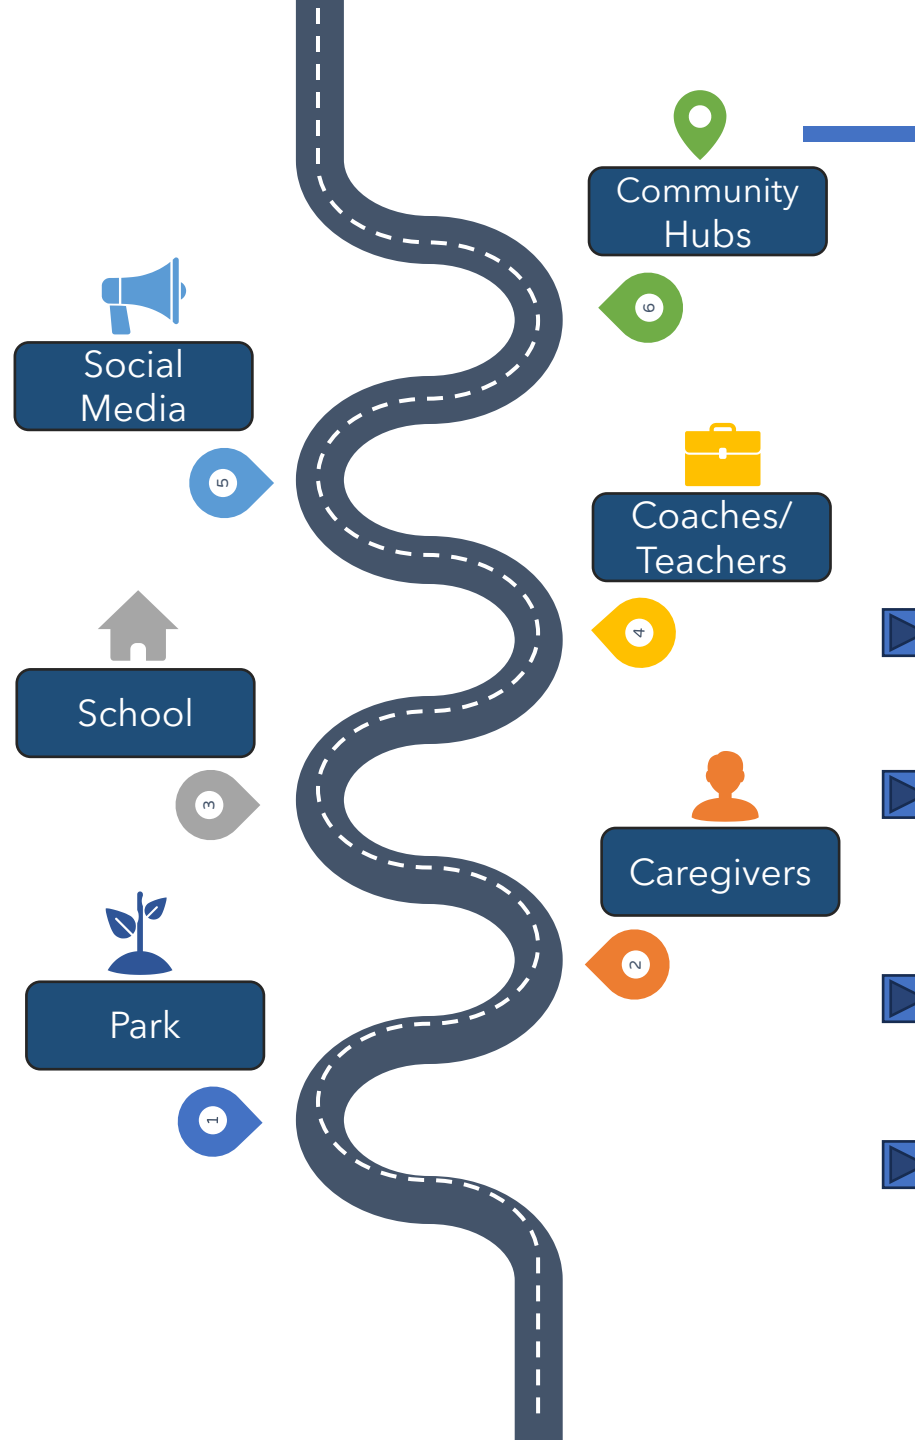 Community
Hubs
6
Social
Media
5
Coaches/
Teachers
4
School
3
Caregivers
2
Park
1